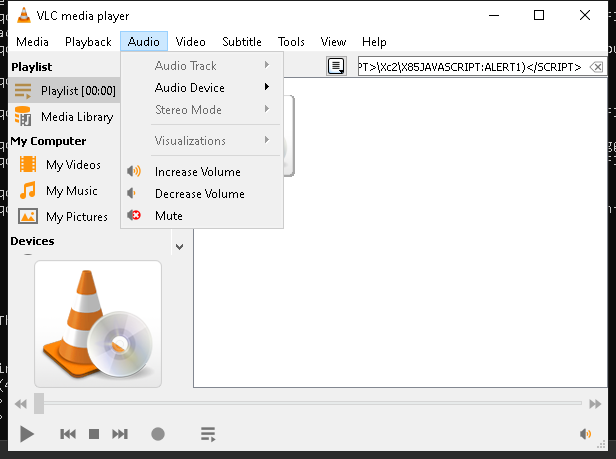 VLC media player
Media Playback Audio Video Subtitle Tools View Help
Playlist
PT>\Xc2\X85JAVASCRIPT:ALERT1)</SCRIPT>
Playlist [00:00]
Media Library
My Computer
My Videos
My Music
My Pictures
Devices
Audio Track
Audio Device
Stereo Mode
Visualizations
Increase Volume
Decrease Volume
Mute